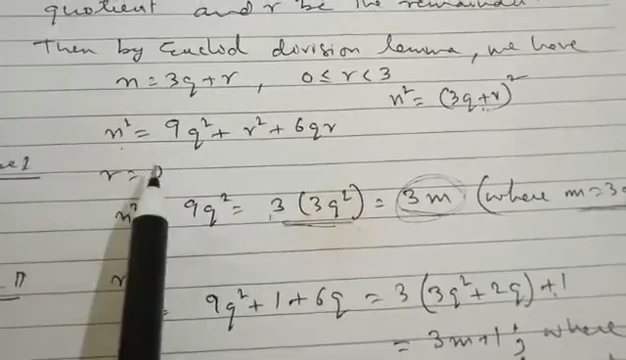 quotient and r be the remainder
Then by Euclid division lemma, we have
n = 3q + r , 0 ≤ r < 3
n² = (3q + r)²
n² = 9q² + r² + 6qr
r = 0
n² 9q² = 3 (3q²) = 3m (where m = 3q
9q² + 1 + 6q = 3 (3q² + 2q) + 1
= 3m + 1 ; where